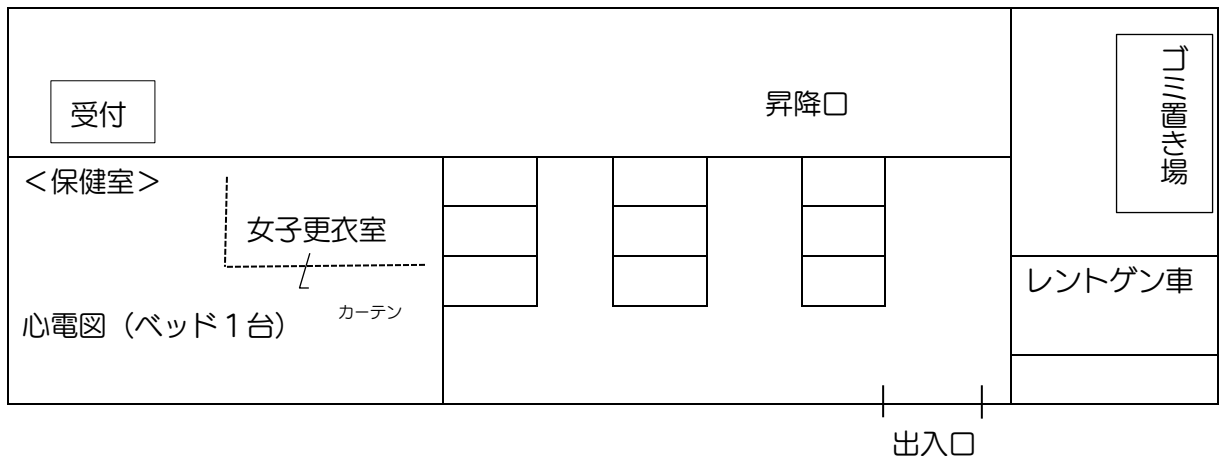 受付
昇降口
ゴミ置き場
<保健室>
女子更衣室
カーテン
心電図(ベッド1台)
レントゲン車
出入口